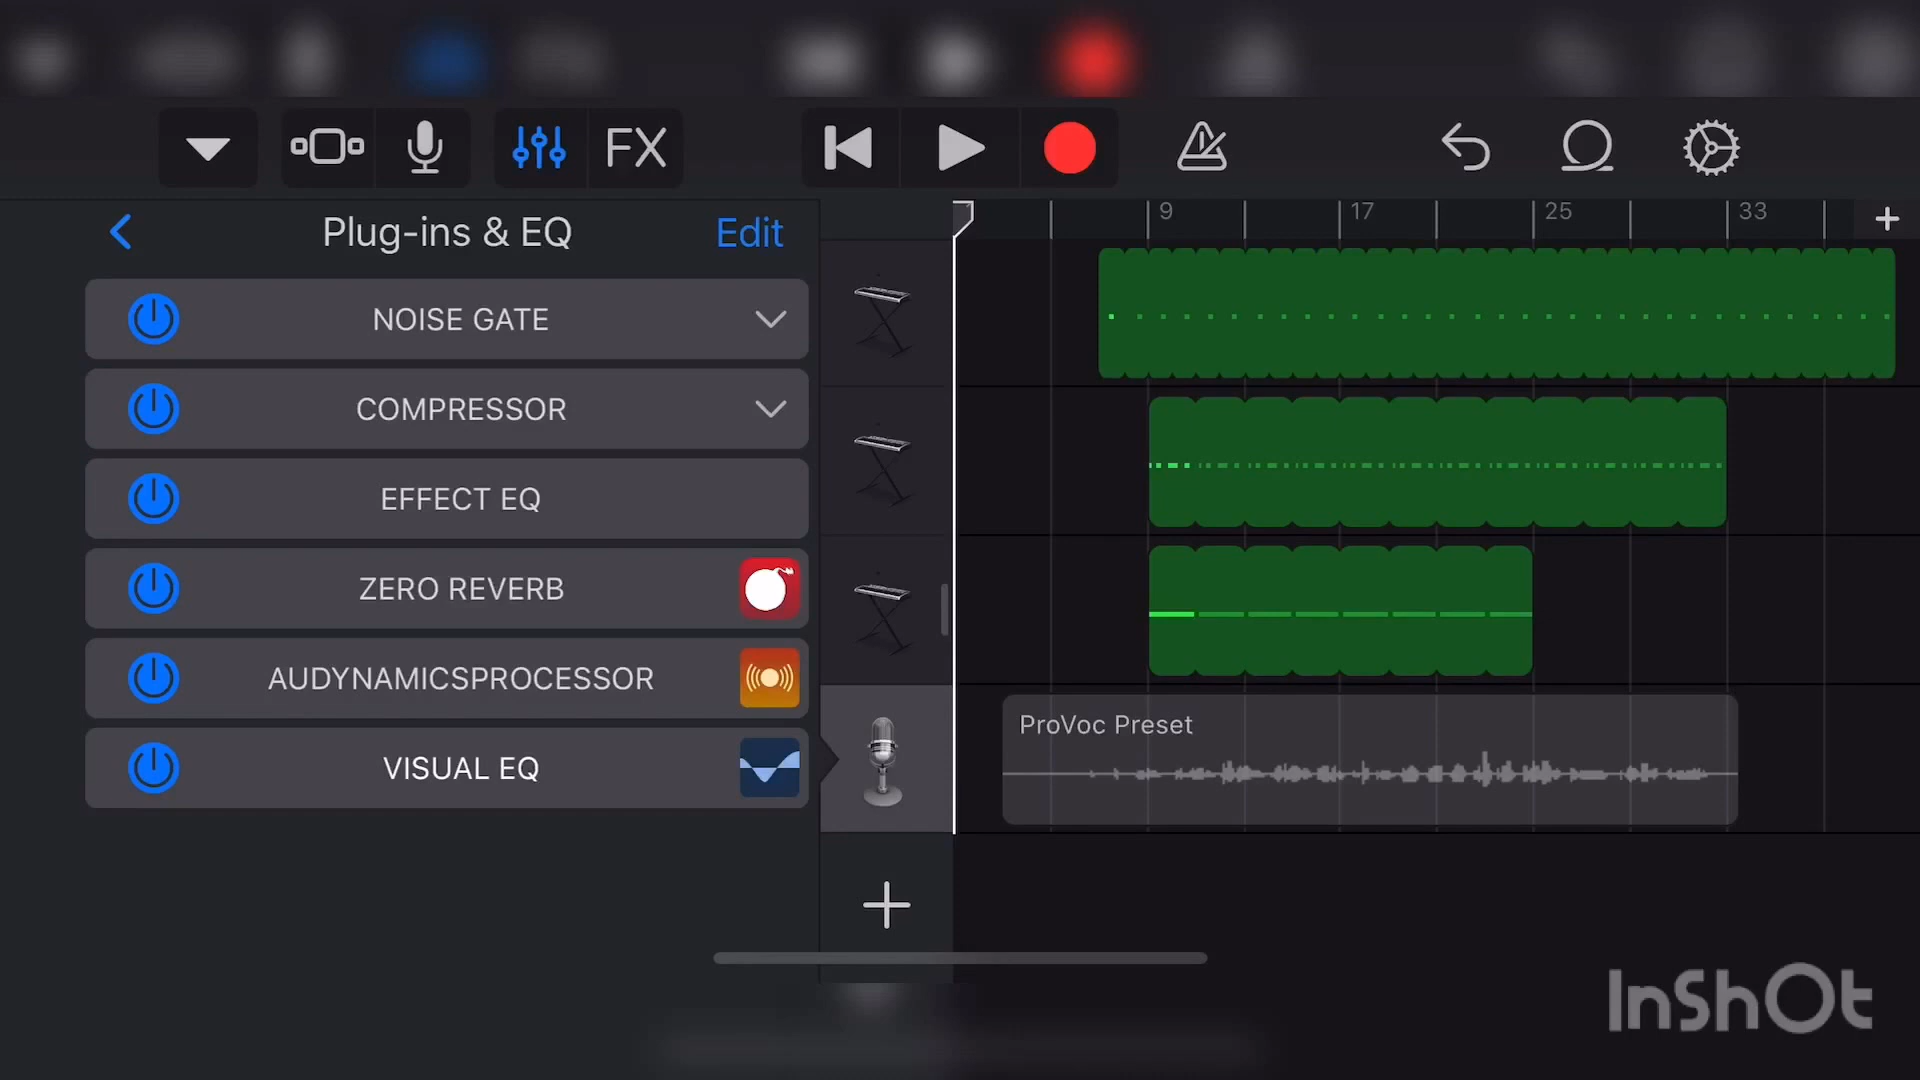 FX
Plug-ins & EQ
Edit
9
17
25
33
NOISE GATE
COMPRESSOR
EFFECT EQ
ZERO REVERB
AUDYNAMICSPROCESSOR
VISUAL EQ
ProVoc Preset
InShOt